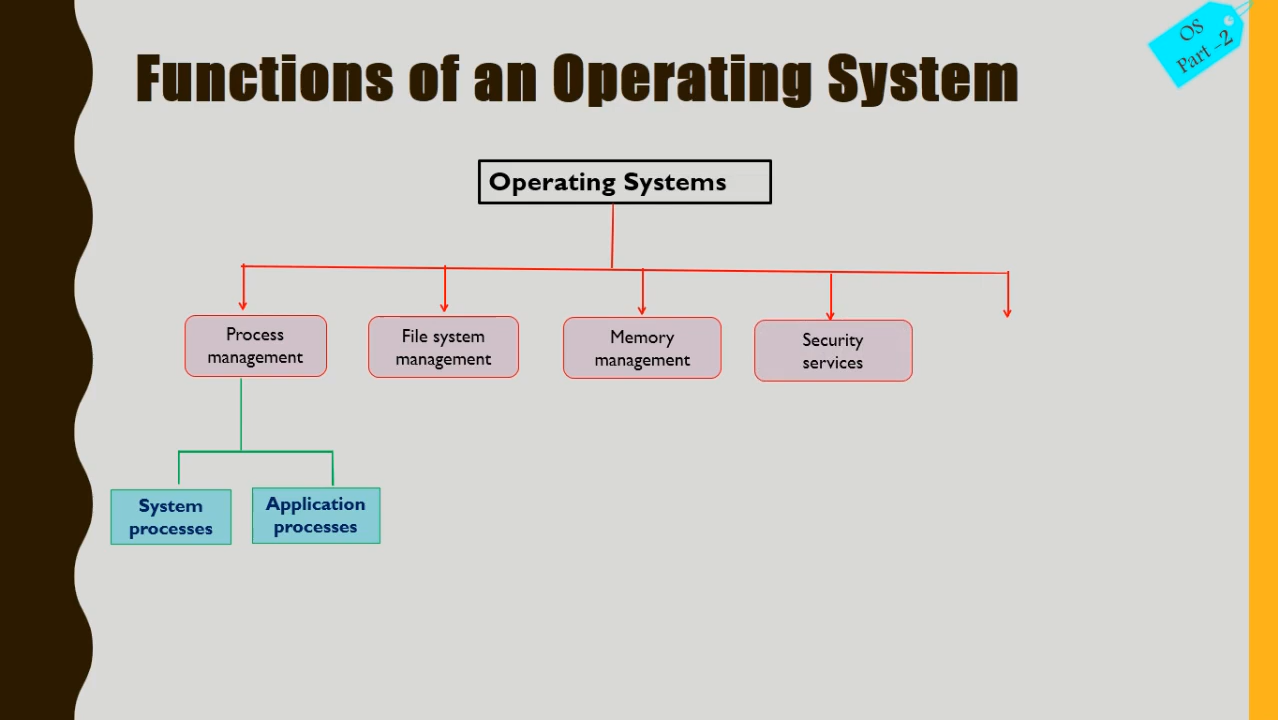 OS
Part -2
Functions of an Operating System
Operating Systems
Process
management
File system
management
Memory
management
Security
services
System
processes
Application
processes